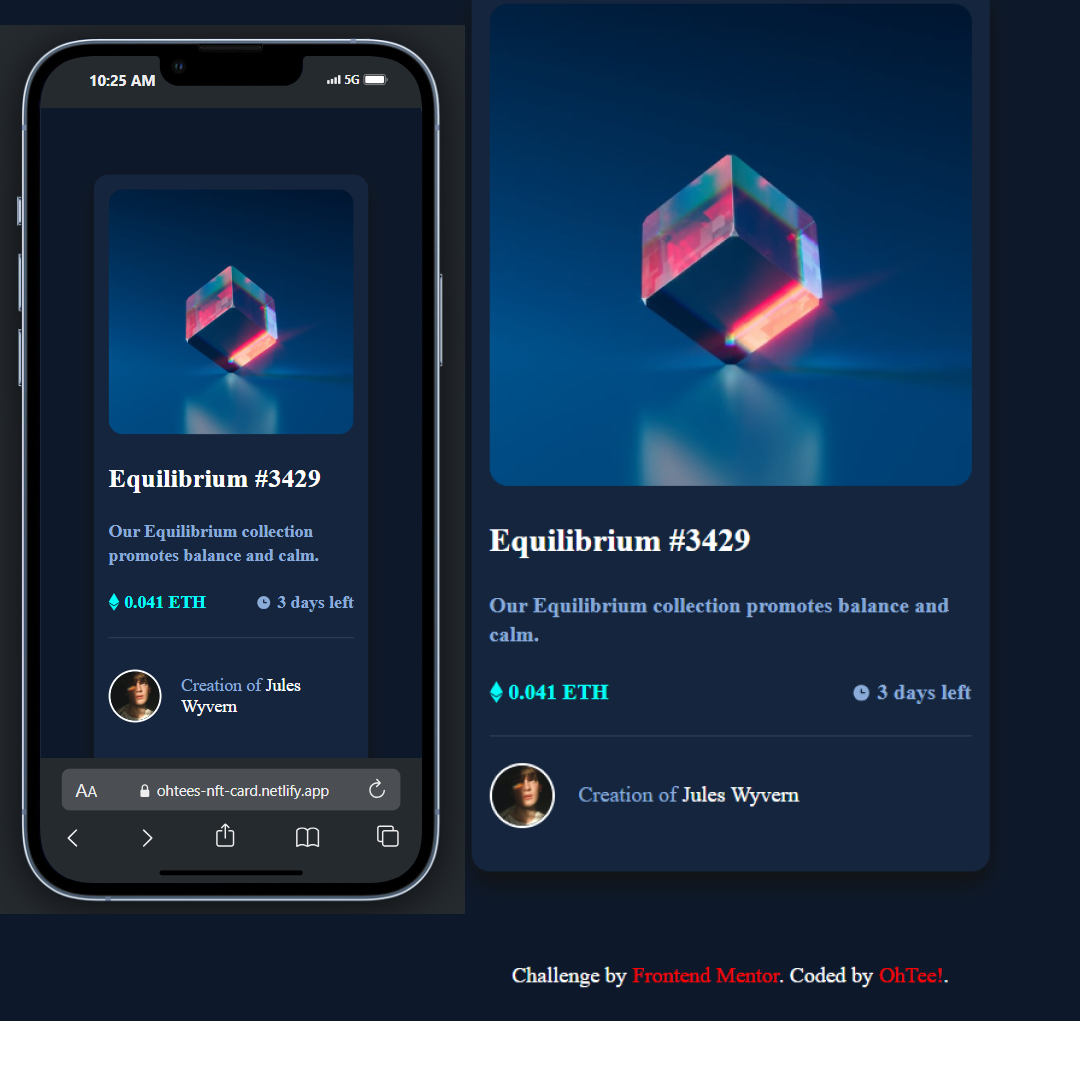 10:25 AM
5G
Equilibrium #3429
Our Equilibrium collection
promotes balance and calm.
0.041 ETH
3 days left
Creation of Jules
Wyvern
AA
ohtees-nft-card.netlify.app
Equilibrium #3429
Our Equilibrium collection promotes balance and
calm.
0.041 ETH
3 days left
Creation of Jules Wyvern
Challenge by Frontend Mentor. Coded by OhTee!.